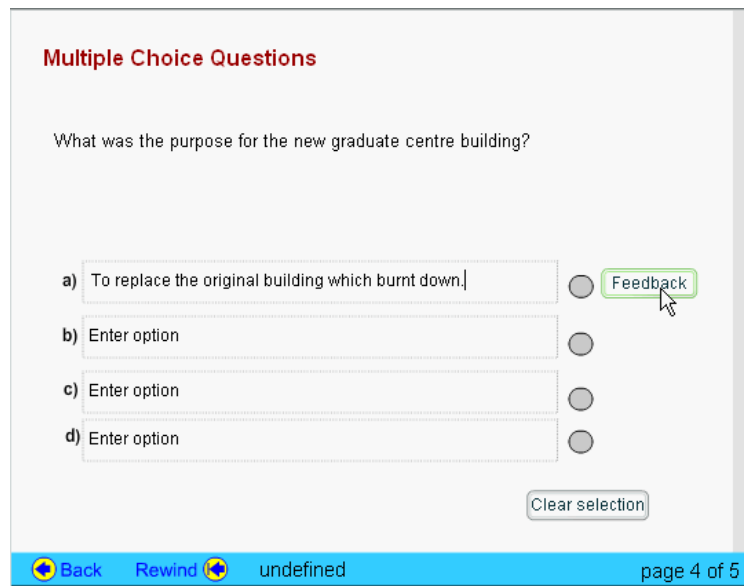 Multiple Choice Questions
What was the purpose for the new graduate centre building?
a) To replace the original building which burnt down. Feedback
b) Enter option
c) Enter option
d) Enter option
Clear selection
Back Rewind undefined page 4 of 5